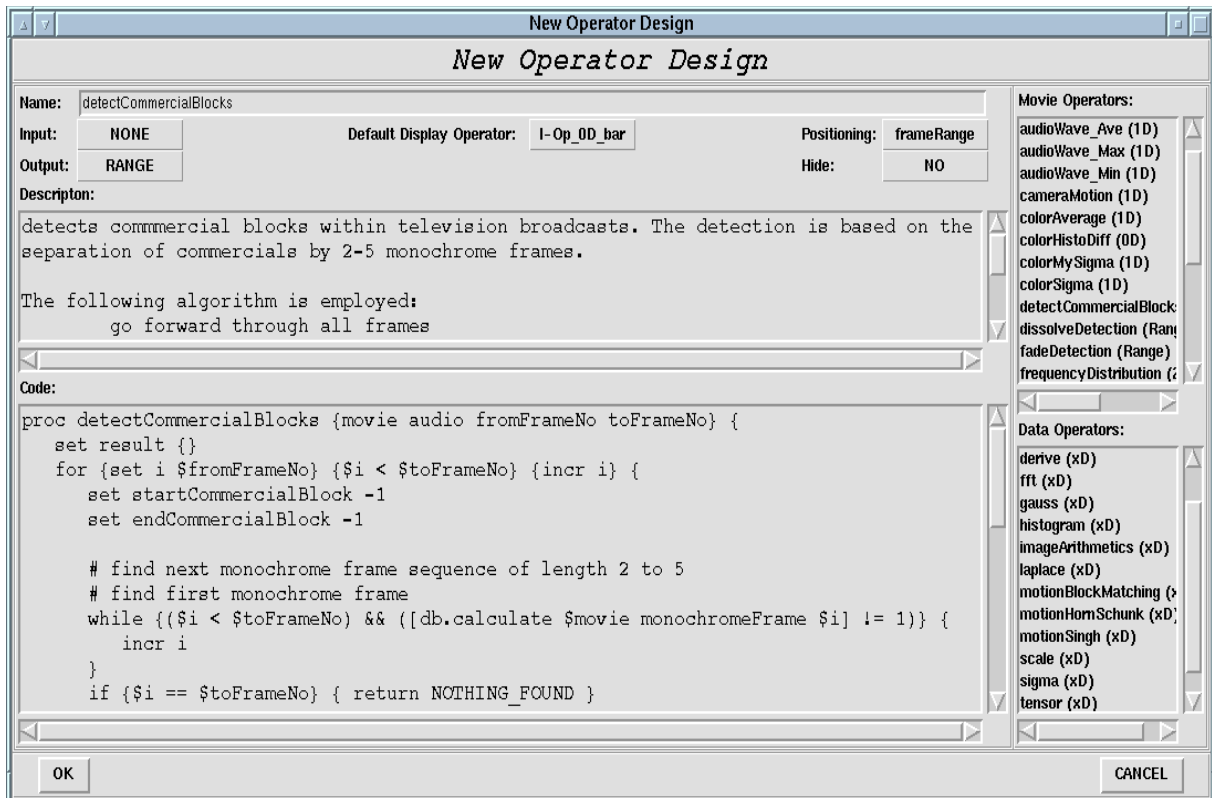 New Operator Design
New Operator Design
Name: detectCommercialBlocks
Input: NONE Default Display Operator: I-Op_0D_bar Positioning: frameRange
Output: RANGE Hide: NO
Descripton:
detects commmercial blocks within television broadcasts. The detection is based on the
separation of commercials by 2-5 monochrome frames.
The following algorithm is employed:
go forward through all frames
Code:
proc detectCommercialBlocks {movie audio fromFrameNo toFrameNo} {
set result {}
for {set i $fromFrameNo} {$i < $toFrameNo} {incr i} {
set startCommercialBlock -1
set endCommercialBlock -1
# find next monochrome frame sequence of length 2 to 5
# find first monochrome frame
while {($i < $toFrameNo) && ([db.calculate $movie monochromeFrame $i] != 1)} {
incr i
}
if {$i == $toFrameNo} { return NOTHING_FOUND }
Movie Operators:
audioWave_Ave (1D)
audioWave_Max (1D)
audioWave_Min (1D)
cameraMotion (1D)
colorAverage (1D)
colorHistoDiff (0D)
colorMySigma (1D)
colorSigma (1D)
detectCommercialBlock
dissolveDetection (Ran
fadeDetection (Range)
frequencyDistribution (2
Data Operators:
derive (xD)
fft (xD)
gauss (xD)
histogram (xD)
imageArithmetics (xD)
laplace (xD)
motionBlockMatching (
motionHornSchunk (xD)
motionSingh (xD)
scale (xD)
sigma (xD)
tensor (xD)
OK CANCEL